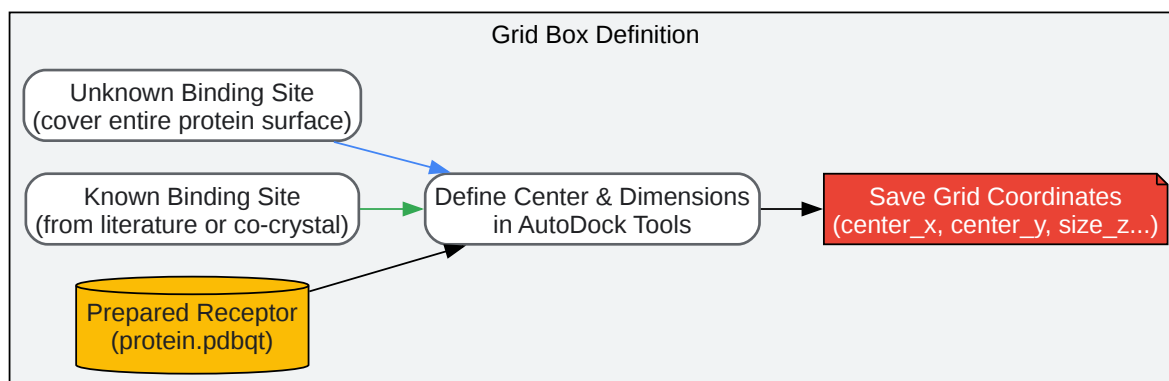 Grid Box Definition
Unknown Binding Site
(cover entire protein surface)
Known Binding Site
(from literature or co-crystal)
Prepared Receptor
(protein.pdbqt)
Define Center & Dimensions
in AutoDock Tools
Save Grid Coordinates
(center_x, center_y, size_z...)